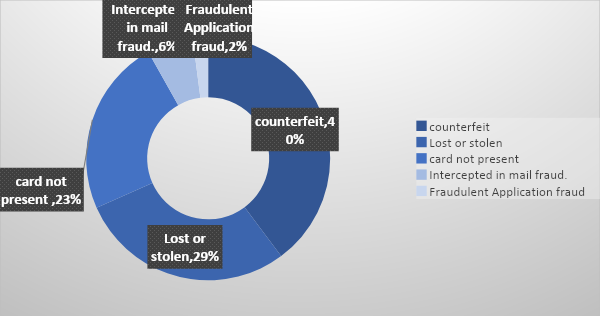 Intercepte
in mail
fraud.,6%
Fraudulent
Application
fraud,2%
counterfeit,4
0%
card not
present ,23%
Lost or
stolen,29%
counterfeit
Lost or stolen
card not present
Intercepted in mail fraud.
Fraudulent Application fraud